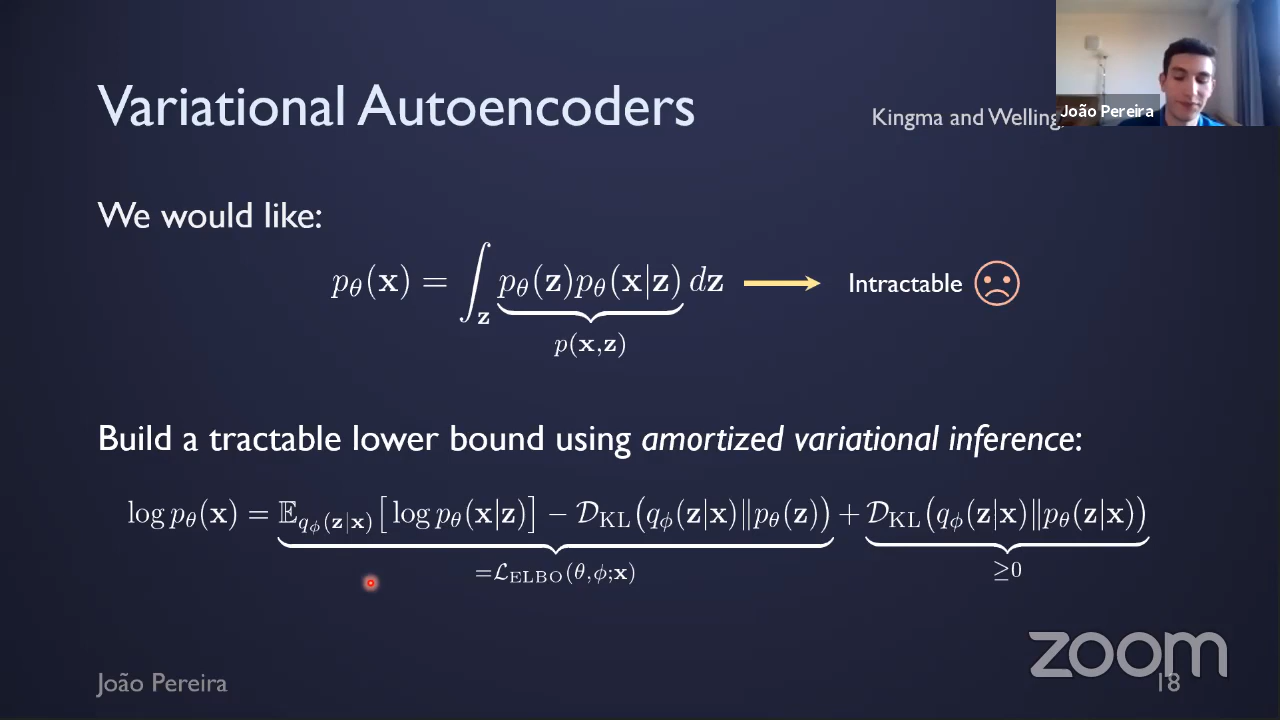 Variational Autoencoders
Kingma and Welling,
João Pereira
We would like:
p_θ(𝐱) = ∫_𝐳 p_θ(𝐳)p_θ(𝐱|𝐳) d𝐳
Intractable
p(𝐱,𝐳)
Build a tractable lower bound using amortized variational inference:
log p_θ(𝐱) = 𝔼_{q_ϕ(𝐳|𝐱)}[log p_θ(𝐱|𝐳)] − 𝒟_KL(q_ϕ(𝐳|𝐱)‖p_θ(𝐳)) + 𝒟_KL(q_ϕ(𝐳|𝐱)‖p_θ(𝐳|𝐱))
=ℒ_ELBO(θ,ϕ;𝐱)
≥0
zoom
João Pereira
18